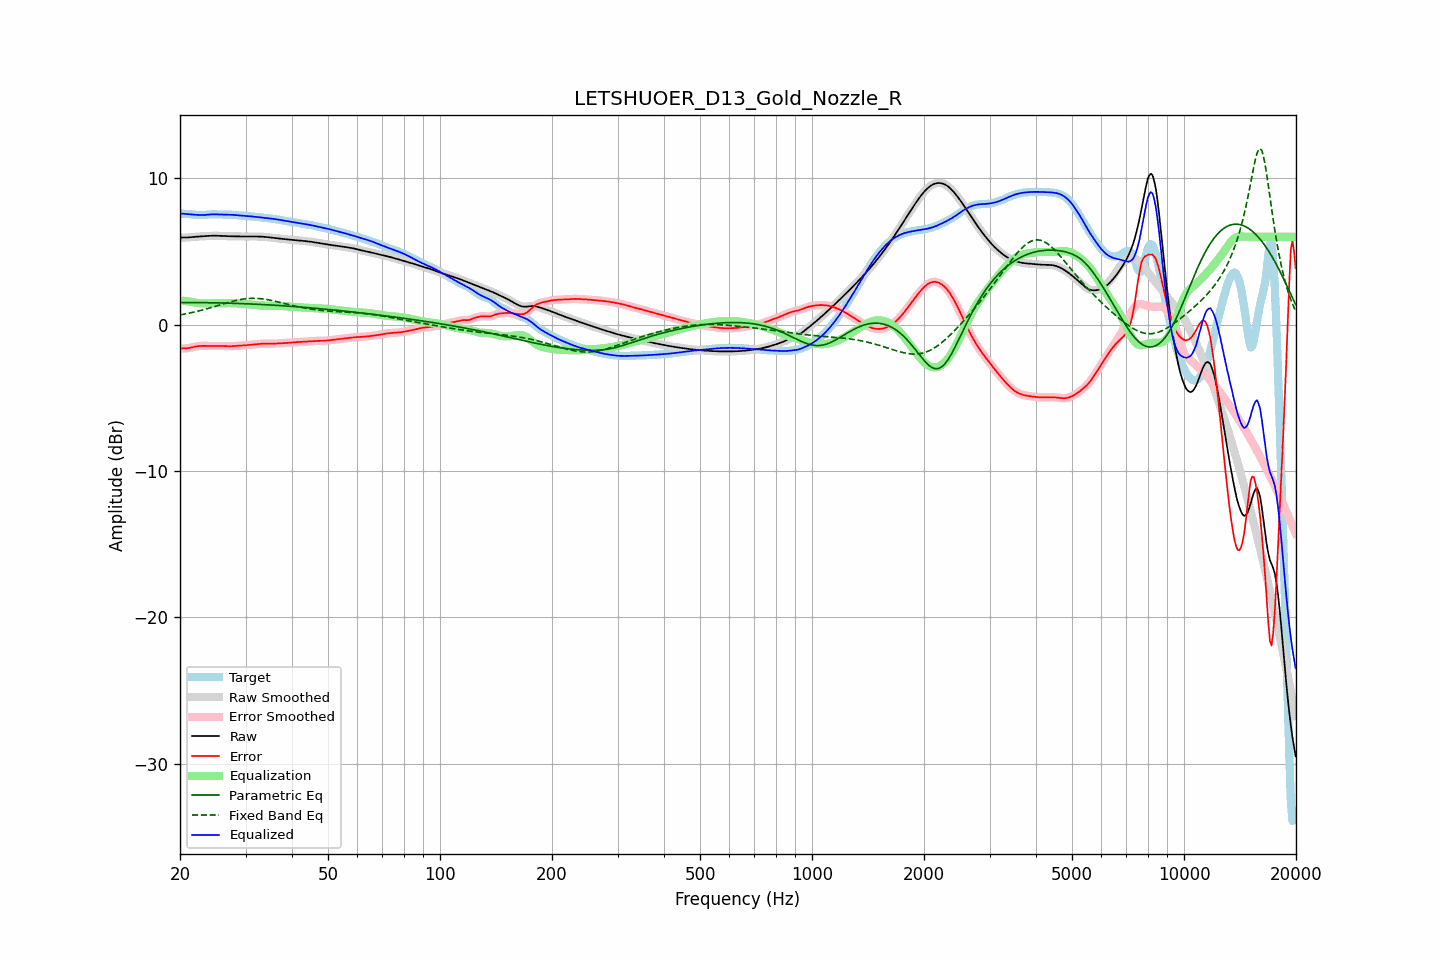 LETSHUOER_D13_Gold_Nozzle_R
10
0
−10
−20
−30
Amplitude (dBr)
Target
Raw Smoothed
Error Smoothed
Raw
Error
Equalization
Parametric Eq
Fixed Band Eq
Equalized
20 50 100 200 500 1000 2000 5000 10000 20000
Frequency (Hz)